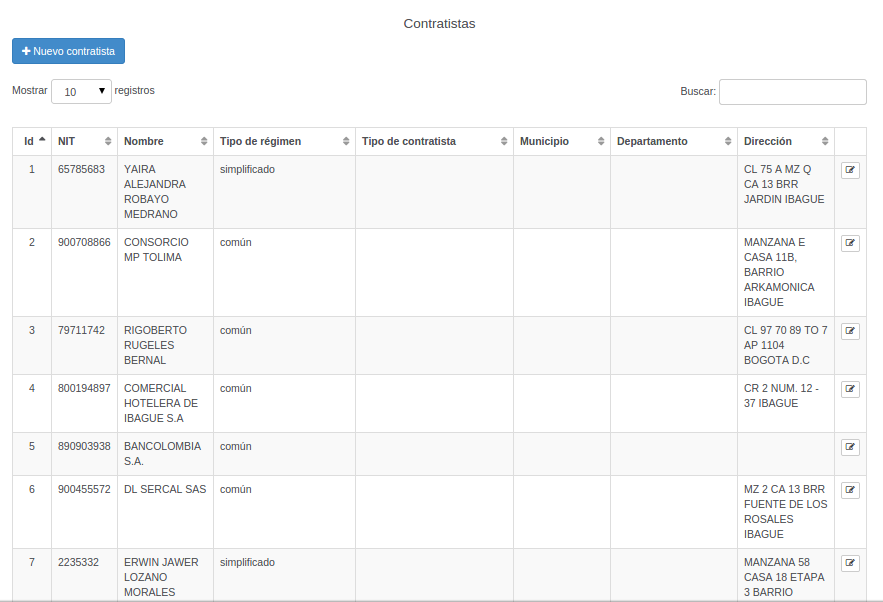 Contratistas
Nuevo contratista
Mostrar 10 registros
Buscar:
Id NIT Nombre Tipo de régimen Tipo de contratista Municipio Departamento Dirección
1 65785683 YAIRA simplificado CL 75 A MZ Q
ALEJANDRA CA 13 BRR
ROBAYO JARDIN IBAGUE
MEDRANO
2 900708866 CONSORCIO común MANZANA E
MP TOLIMA CASA 11B,
BARRIO
ARKAMONICA
IBAGUE
3 79711742 RIGOBERTO común CL 97 70 89 TO 7
RUGELES AP 1104
BERNAL BOGOTA D.C
4 800194897 COMERCIAL común CR 2 NUM. 12 -
HOTELERA DE 37 IBAGUE
IBAGUE S.A
5 890903938 BANCOLOMBIA común
S.A.
6 900455572 DL SERCAL SAS común MZ 2 CA 13 BRR
FUENTE DE LOS
ROSALES
IBAGUE
7 2235332 ERWIN JAWER simplificado MANZANA 58
LOZANO CASA 18 ETAPA
MORALES 3 BARRIO